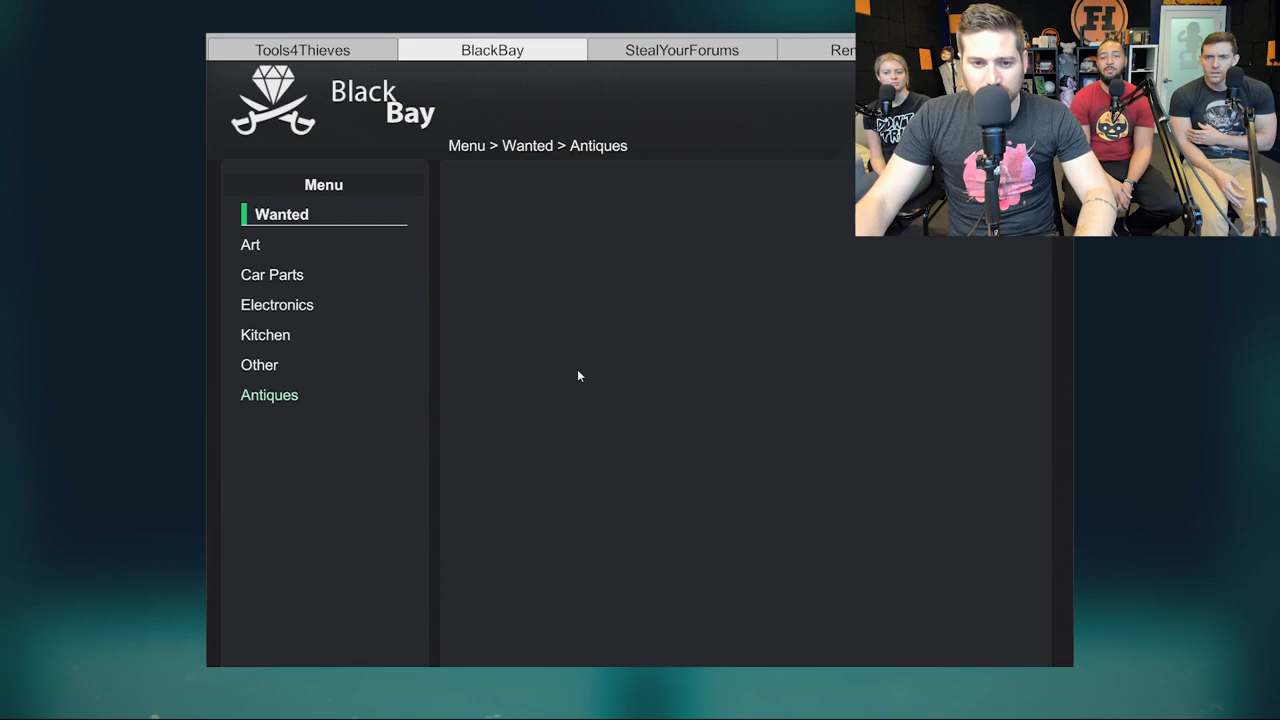 Tools4Thieves
BlackBay
StealYourForums
Black
Bay
Menu > Wanted > Antiques
Menu
Wanted
Art
Car Parts
Electronics
Kitchen
Other
Antiques